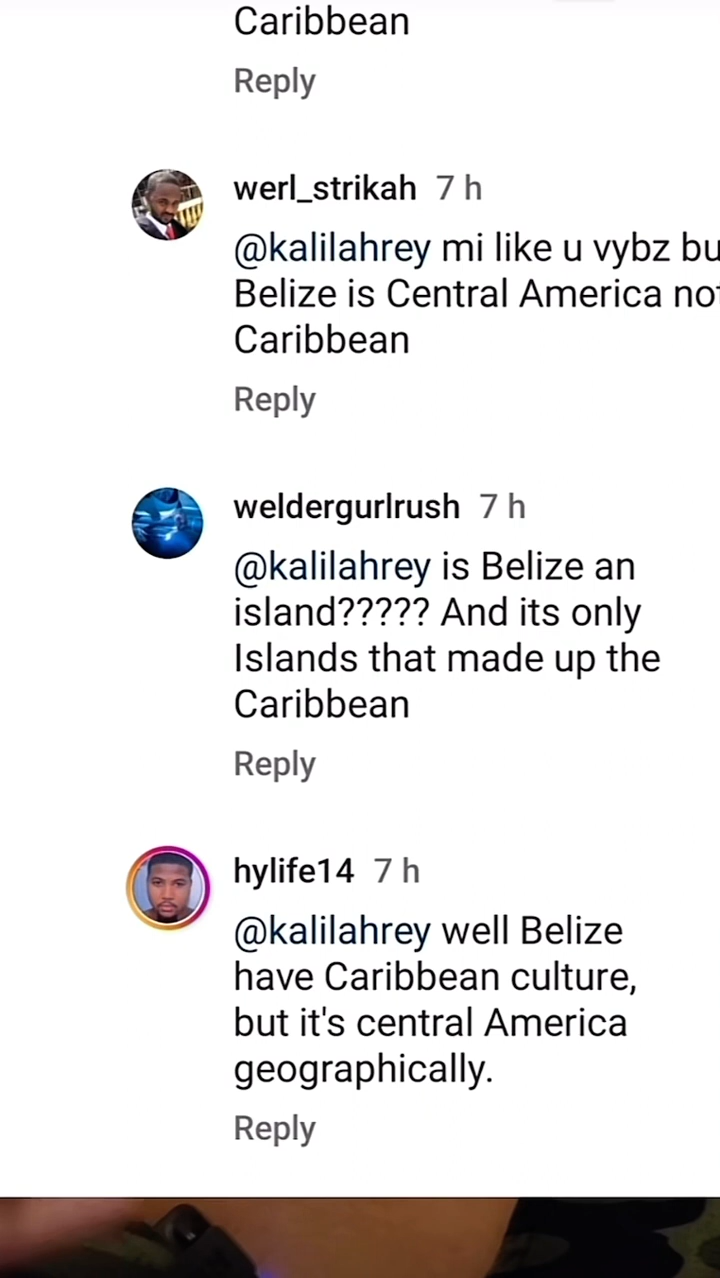 Caribbean
Reply
werl_strikah 7 h
@kalilahrey mi like u vybz bu
Belize is Central America no
Caribbean
Reply
weldergurlrush 7 h
@kalilahrey is Belize an
island????? And its only
Islands that made up the
Caribbean
Reply
hylife14 7 h
@kalilahrey well Belize
have Caribbean culture,
but it's central America
geographically.
Reply